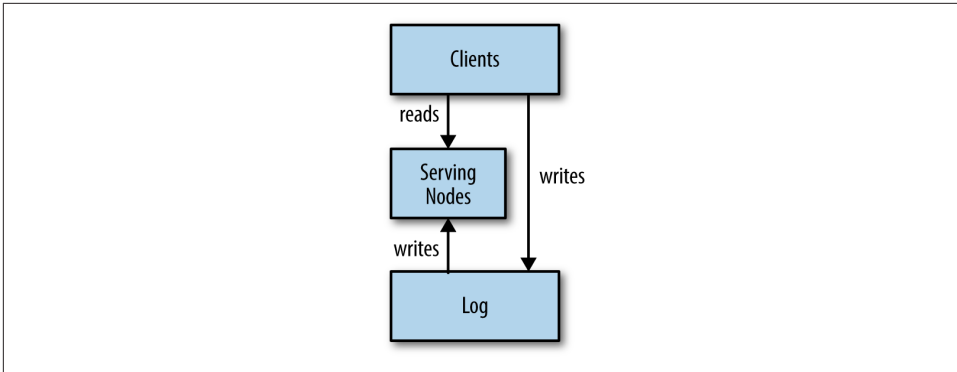 Clients
reads
Serving
Nodes
writes
writes
Log